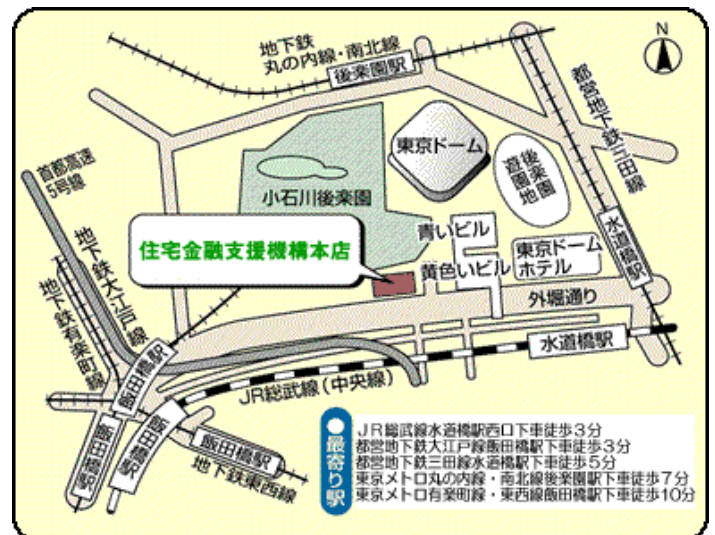 N
地下鉄
丸の内線・南北線
後楽園駅
都営地下鉄三田線
首都高速
5号線
東京ドーム
後楽園
遊園地
小石川後楽園
水道橋駅
青いビル
住宅金融支援機構本店
黄色いビル
東京ドーム
ホテル
地下鉄大江戸線
地下鉄有楽町線
外堀通り
水道橋駅
飯田橋駅
JR総武線(中央線)
飯田橋駅
飯田橋駅
飯田橋駅
地下鉄東西線
●最寄り駅
JR総武線水道橋駅西口下車徒歩3分
都営地下鉄大江戸線飯田橋駅下車徒歩3分
都営地下鉄三田線水道橋駅下車徒歩5分
東京メトロ丸の内線・南北線後楽園駅下車徒歩7分
東京メトロ有楽町線・東西線飯田橋駅下車徒歩10分